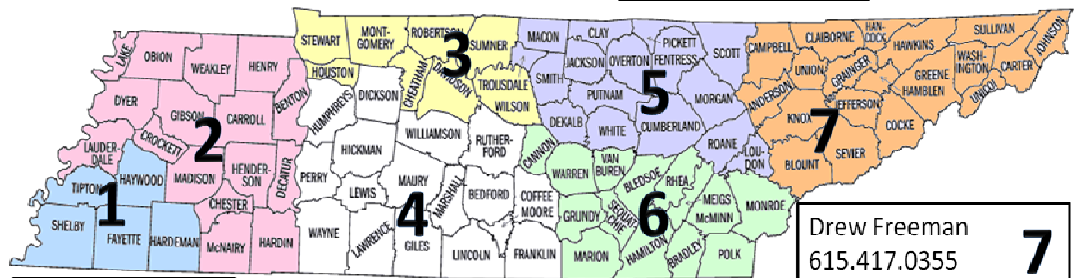 LAKE
OBION
WEAKLEY
HENRY
DYER
GIBSON
CARROLL
BENTON
CROCKETT
LAUDER-
DALE
MADISON
HENDER-
SON
DECATUR
CHESTER
McNAIRY
HARDIN
2
TIPTON
HAYWOOD
SHELBY
FAYETTE
HARDEMAN
1
STEWART
MONT-
GOMERY
ROBERTSON
SUMNER
HOUSTON
CHEATHAM
DAVIDSON
TROUSDALE
WILSON
3
HUMPHREYS
DICKSON
WILLIAMSON
RUTHER-
FORD
HICKMAN
PERRY
LEWIS
MAURY
MARSHALL
BEDFORD
COFFEE
MOORE
WAYNE
LAWRENCE
GILES
LINCOLN
FRANKLIN
4
MACON
CLAY
PICKETT
SCOTT
JACKSON
OVERTON
FENTRESS
SMITH
PUTNAM
MORGAN
DEKALB
WHITE
CUMBERLAND
ROANE
LOU-
DON
5
CANNON
WARREN
VAN
BUREN
BLEDSOE
RHEA
MEIGS
McMINN
MONROE
GRUNDY
SEQUAT-
CHIE
MARION
HAMILTON
BRADLEY
POLK
6
CAMPBELL
CLAIBORNE
HAN-
COCK
HAWKINS
SULLIVAN
JOHNSON
UNION
GRAINGER
GREENE
WASH-
INGTON
CARTER
ANDERSON
HAMBLEN
UNICOI
KNOX
JEFFERSON
COCKE
BLOUNT
SEVIER
7
Drew Freeman
615.417.0355
7